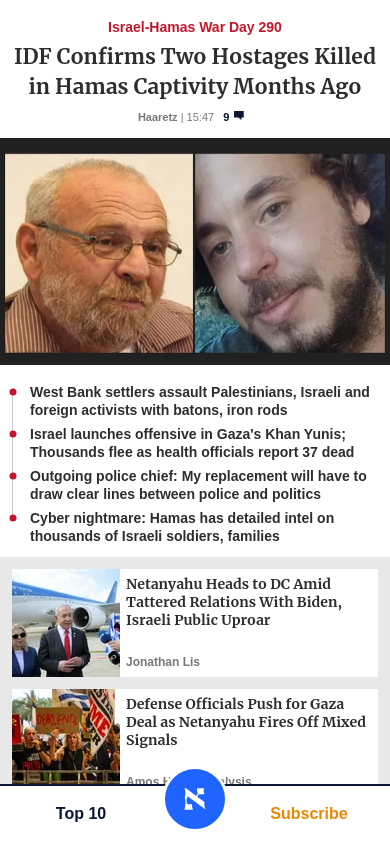 Israel-Hamas War Day 290
IDF Confirms Two Hostages Killed
in Hamas Captivity Months Ago
Haaretz | 15:47 9
West Bank settlers assault Palestinians, Israeli and
foreign activists with batons, iron rods
Israel launches offensive in Gaza's Khan Yunis;
Thousands flee as health officials report 37 dead
Outgoing police chief: My replacement will have to
draw clear lines between police and politics
Cyber nightmare: Hamas has detailed intel on
thousands of Israeli soldiers, families
Netanyahu Heads to DC Amid
Tattered Relations With Biden,
Israeli Public Uproar
Jonathan Lis
DEAD END
Defense Officials Push for Gaza
Deal as Netanyahu Fires Off Mixed
Signals
Amos
Top 10
Subscribe